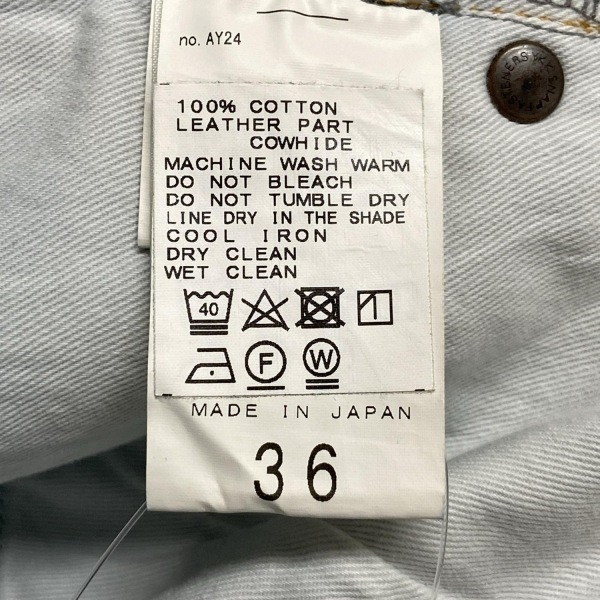 no. AY24
100% COTTON
LEATHER PART
COWHIDE
MACHINE WASH WARM
DO NOT BLEACH
DO NOT TUMBLE DRY
LINE DRY IN THE SHADE
COOL IRON
DRY CLEAN
WET CLEAN
40
F W
MADE IN JAPAN
36